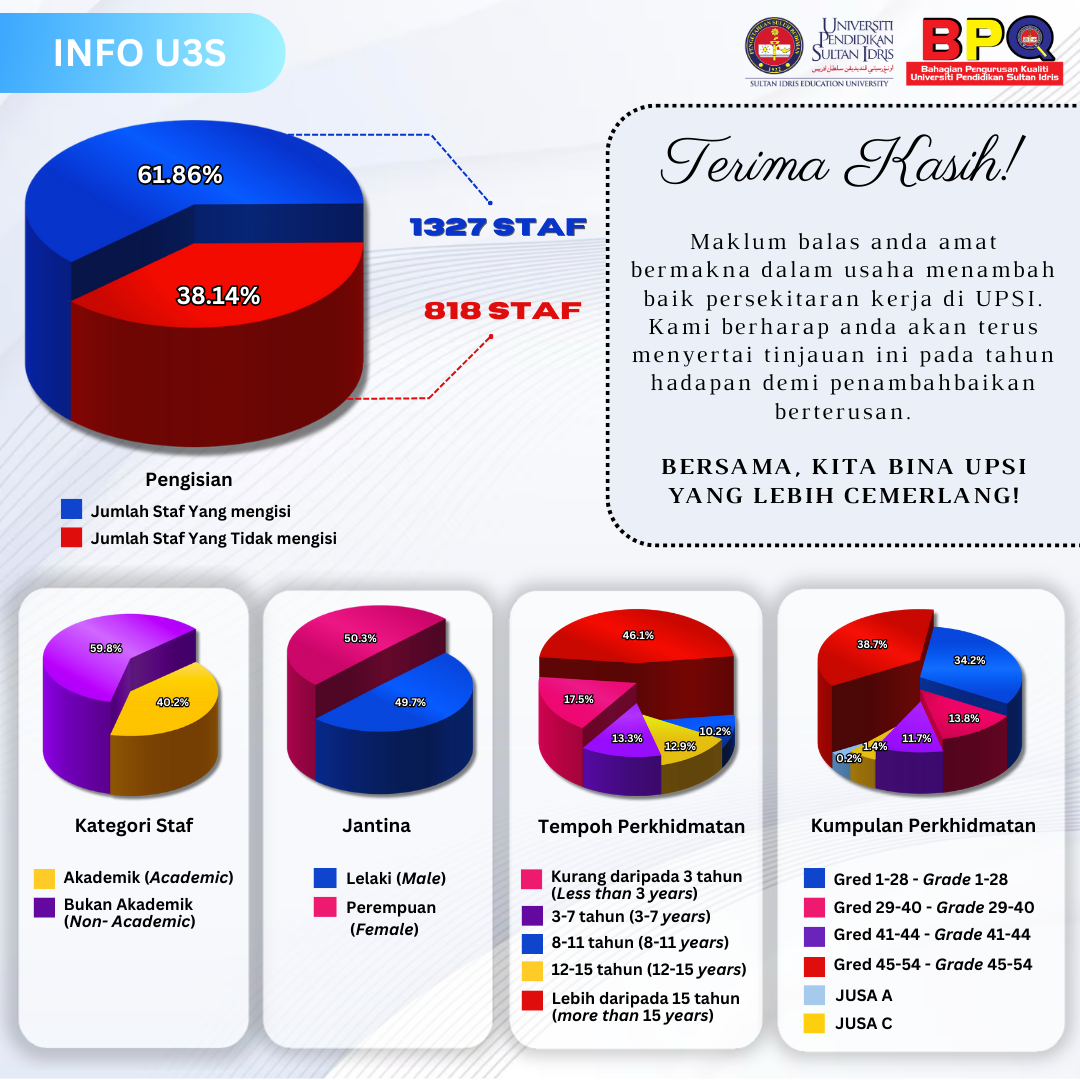 INFO U3S
UNIVERSITI
PENDIDIKAN
SULTAN IDRIS
اونيۏرسيتي ڤنديديقن سلطان ادريس
SULTAN IDRIS EDUCATION UNIVERSITY
BPQ
Bahagian Pengurusan Kualiti
Universiti Pendidikan Sultan Idris
61.86%
38.14%
1327 STAF
818 STAF
Pengisian
Jumlah Staf Yang mengisi
Jumlah Staf Yang Tidak mengisi
Terima Kasih!
Maklum balas anda amat
bermakna dalam usaha menambah
baik persekitaran kerja di UPSI.
Kami berharap anda akan terus
menyertai tinjauan ini pada tahun
hadapan demi penambahbaikan
berterusan.
BERSAMA, KITA BINA UPSI
YANG LEBIH CEMERLANG!
59.8%
40.2%
Kategori Staf
Akademik (Academic)
Bukan Akademik
(Non- Academic)
50.3%
49.7%
Jantina
Lelaki (Male)
Perempuan
(Female)
46.1%
17.5%
13.3%
12.9%
10.2%
Tempoh Perkhidmatan
Kurang daripada 3 tahun
(Less than 3 years)
3-7 tahun (3-7 years)
8-11 tahun (8-11 years)
12-15 tahun (12-15 years)
Lebih daripada 15 tahun
(more than 15 years)
38.7%
34.2%
13.8%
11.7%
1.4%
0.2%
Kumpulan Perkhidmatan
Gred 1-28 - Grade 1-28
Gred 29-40 - Grade 29-40
Gred 41-44 - Grade 41-44
Gred 45-54 - Grade 45-54
JUSA A
JUSA C